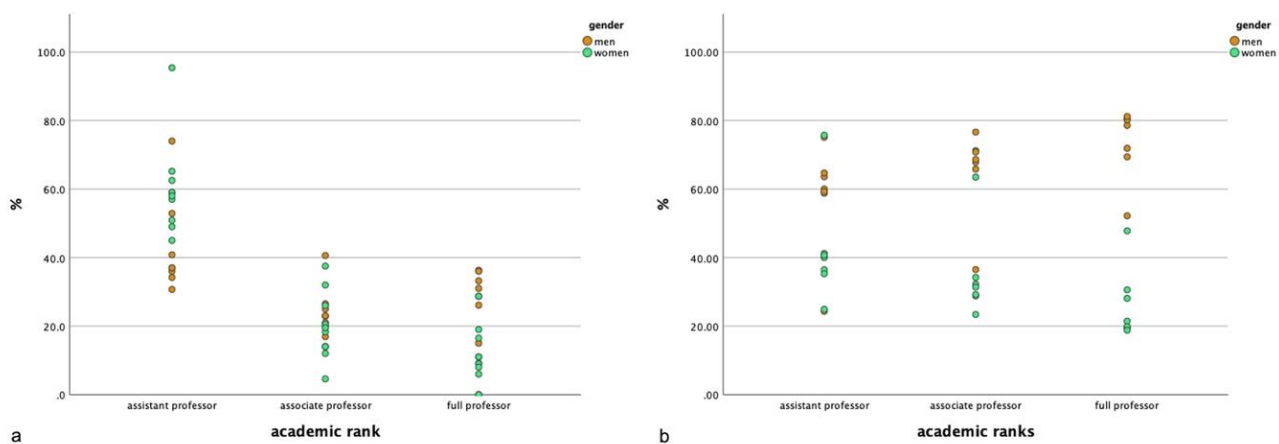 gender
men
women
100.0
80.0
60.0
40.0
20.0
.0
%
assistant professor
associate professor
full professor
academic rank
a
gender
men
women
100.00
80.00
60.00
40.00
20.00
.00
%
assistant professor
associate professor
full professor
academic ranks
b